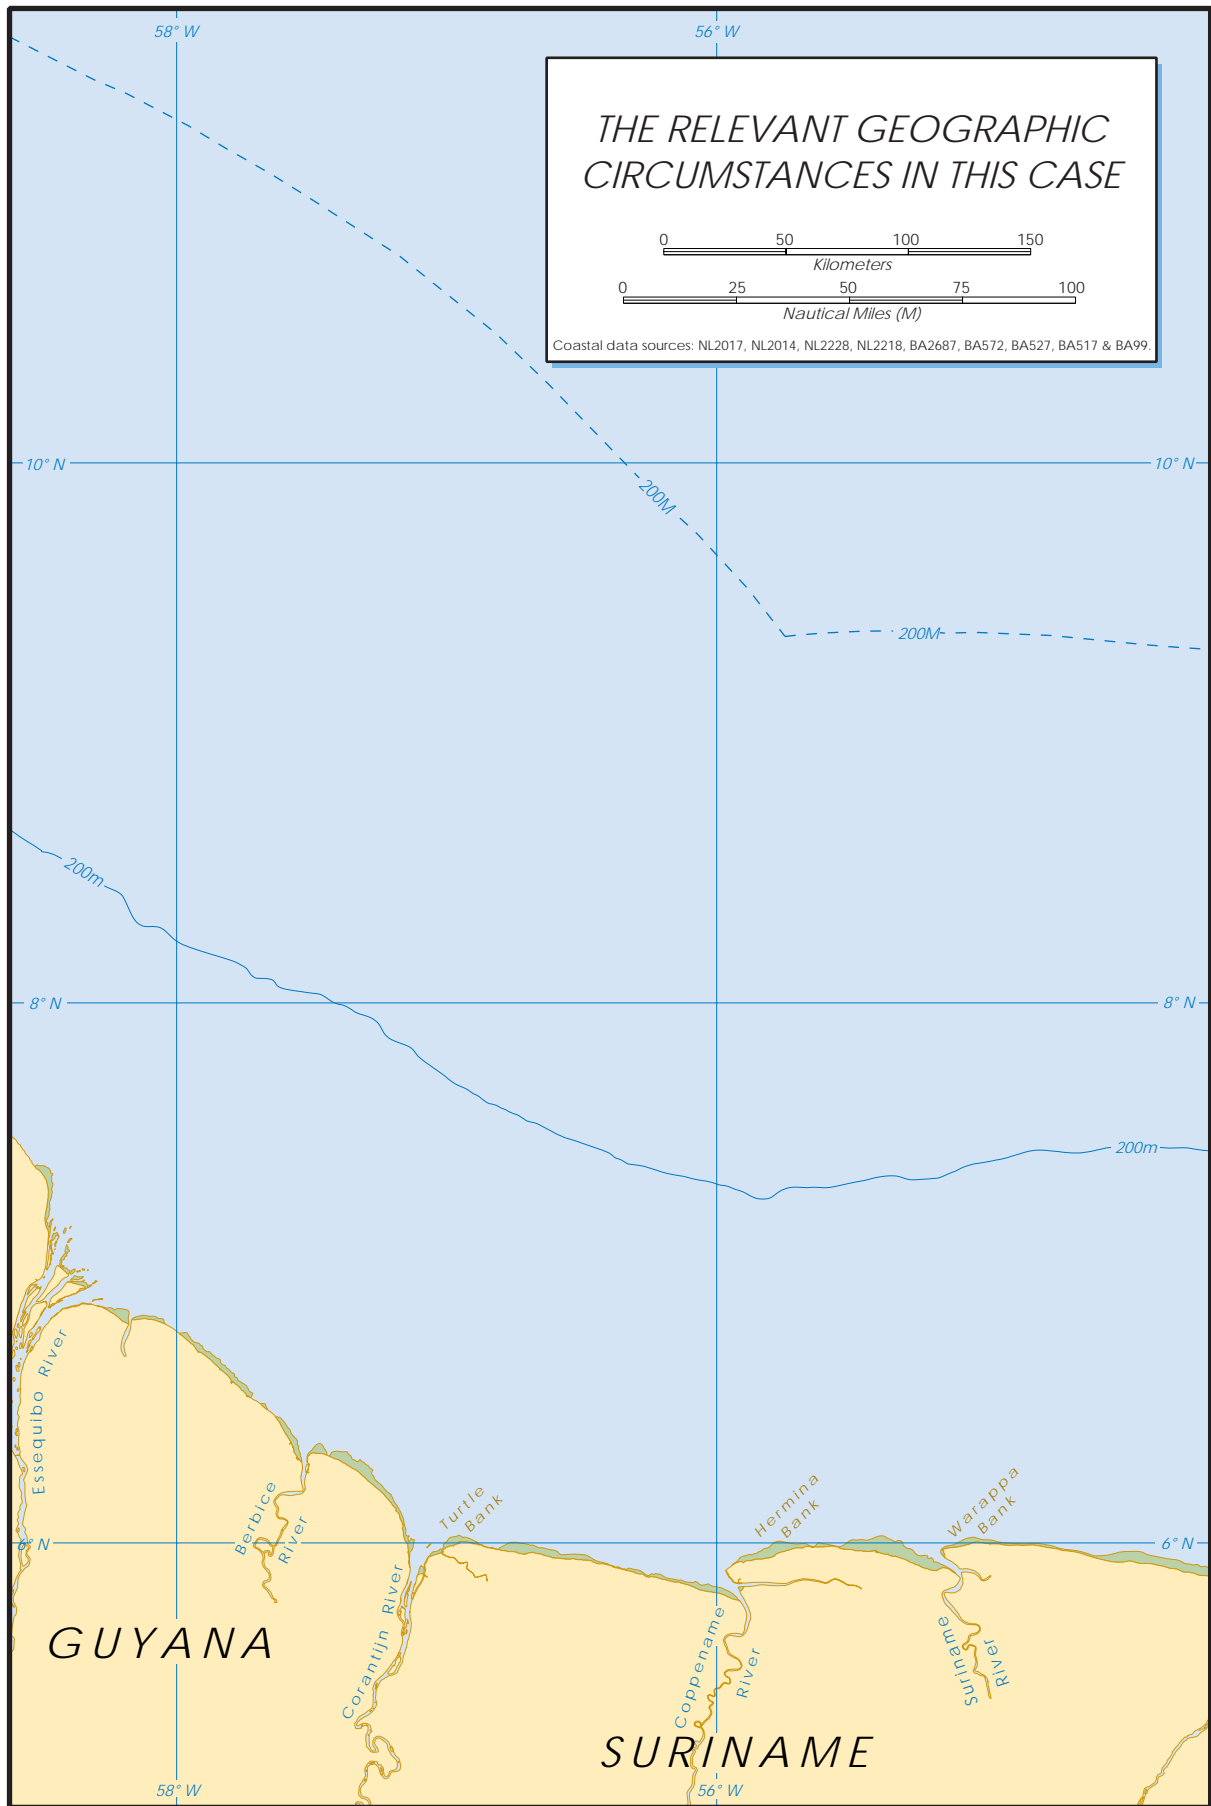 58° W
56° W
THE RELEVANT GEOGRAPHIC
CIRCUMSTANCES IN THIS CASE
0 50 100 150
Kilometers
0 25 50 75 100
Nautical Miles (M)
Coastal data sources: NL2017, NL2014, NL2228, NL2218, BA2687, BA572, BA527, BA517 & BA99.
10° N
10° N
200M
200M
200m
8° N
8° N
200m
Essequibo River
Berbice
River
Turtle
Bank
Hermina
Bank
Warappa
Bank
6° N
6° N
Corantijn River
Coppename
River
Suriname
River
GUYANA
SURINAME
58° W
56° W